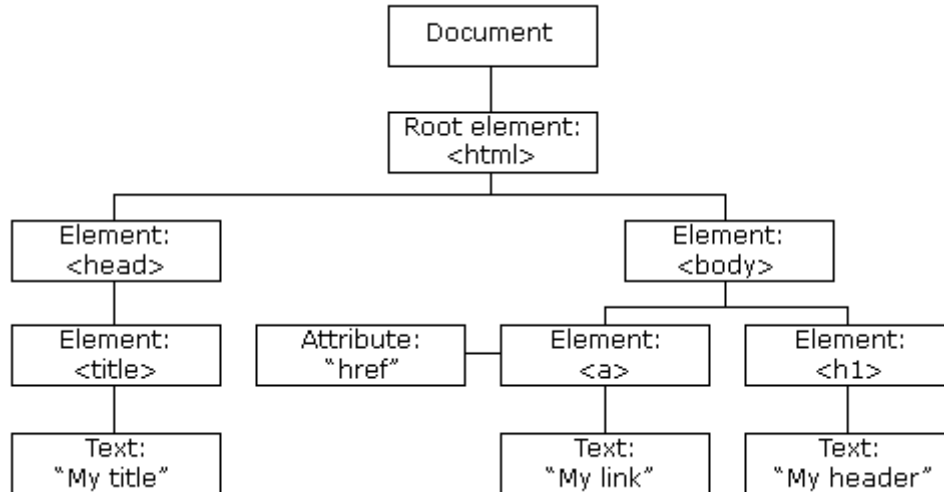 Document
Root element:
<html>
Element:
<head>
Element:
<body>
Element:
<title>
Attribute:
“href”
Element:
<a>
Element:
<h1>
Text:
“My title”
Text:
“My link”
Text:
“My header”